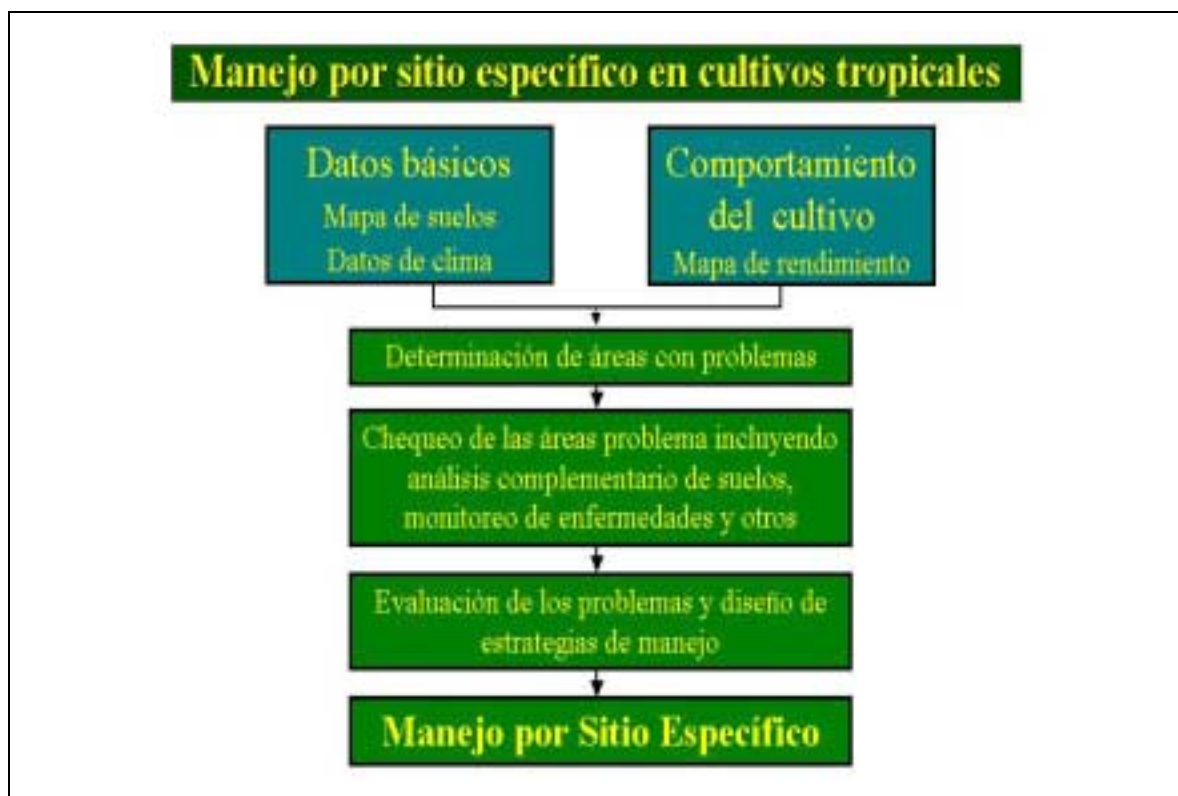 Manejo por sitio específico en cultivos tropicales
Datos básicos
Mapa de suelos
Datos de clima
Comportamiento
del cultivo
Mapa de rendimiento
Determinación de áreas con problemas
Chequeo de las áreas problema incluyendo
análisis complementario de suelos,
monitoreo de enfermedades y otros
Evaluación de los problemas y diseño de
estrategias de manejo
Manejo por Sitio Específico